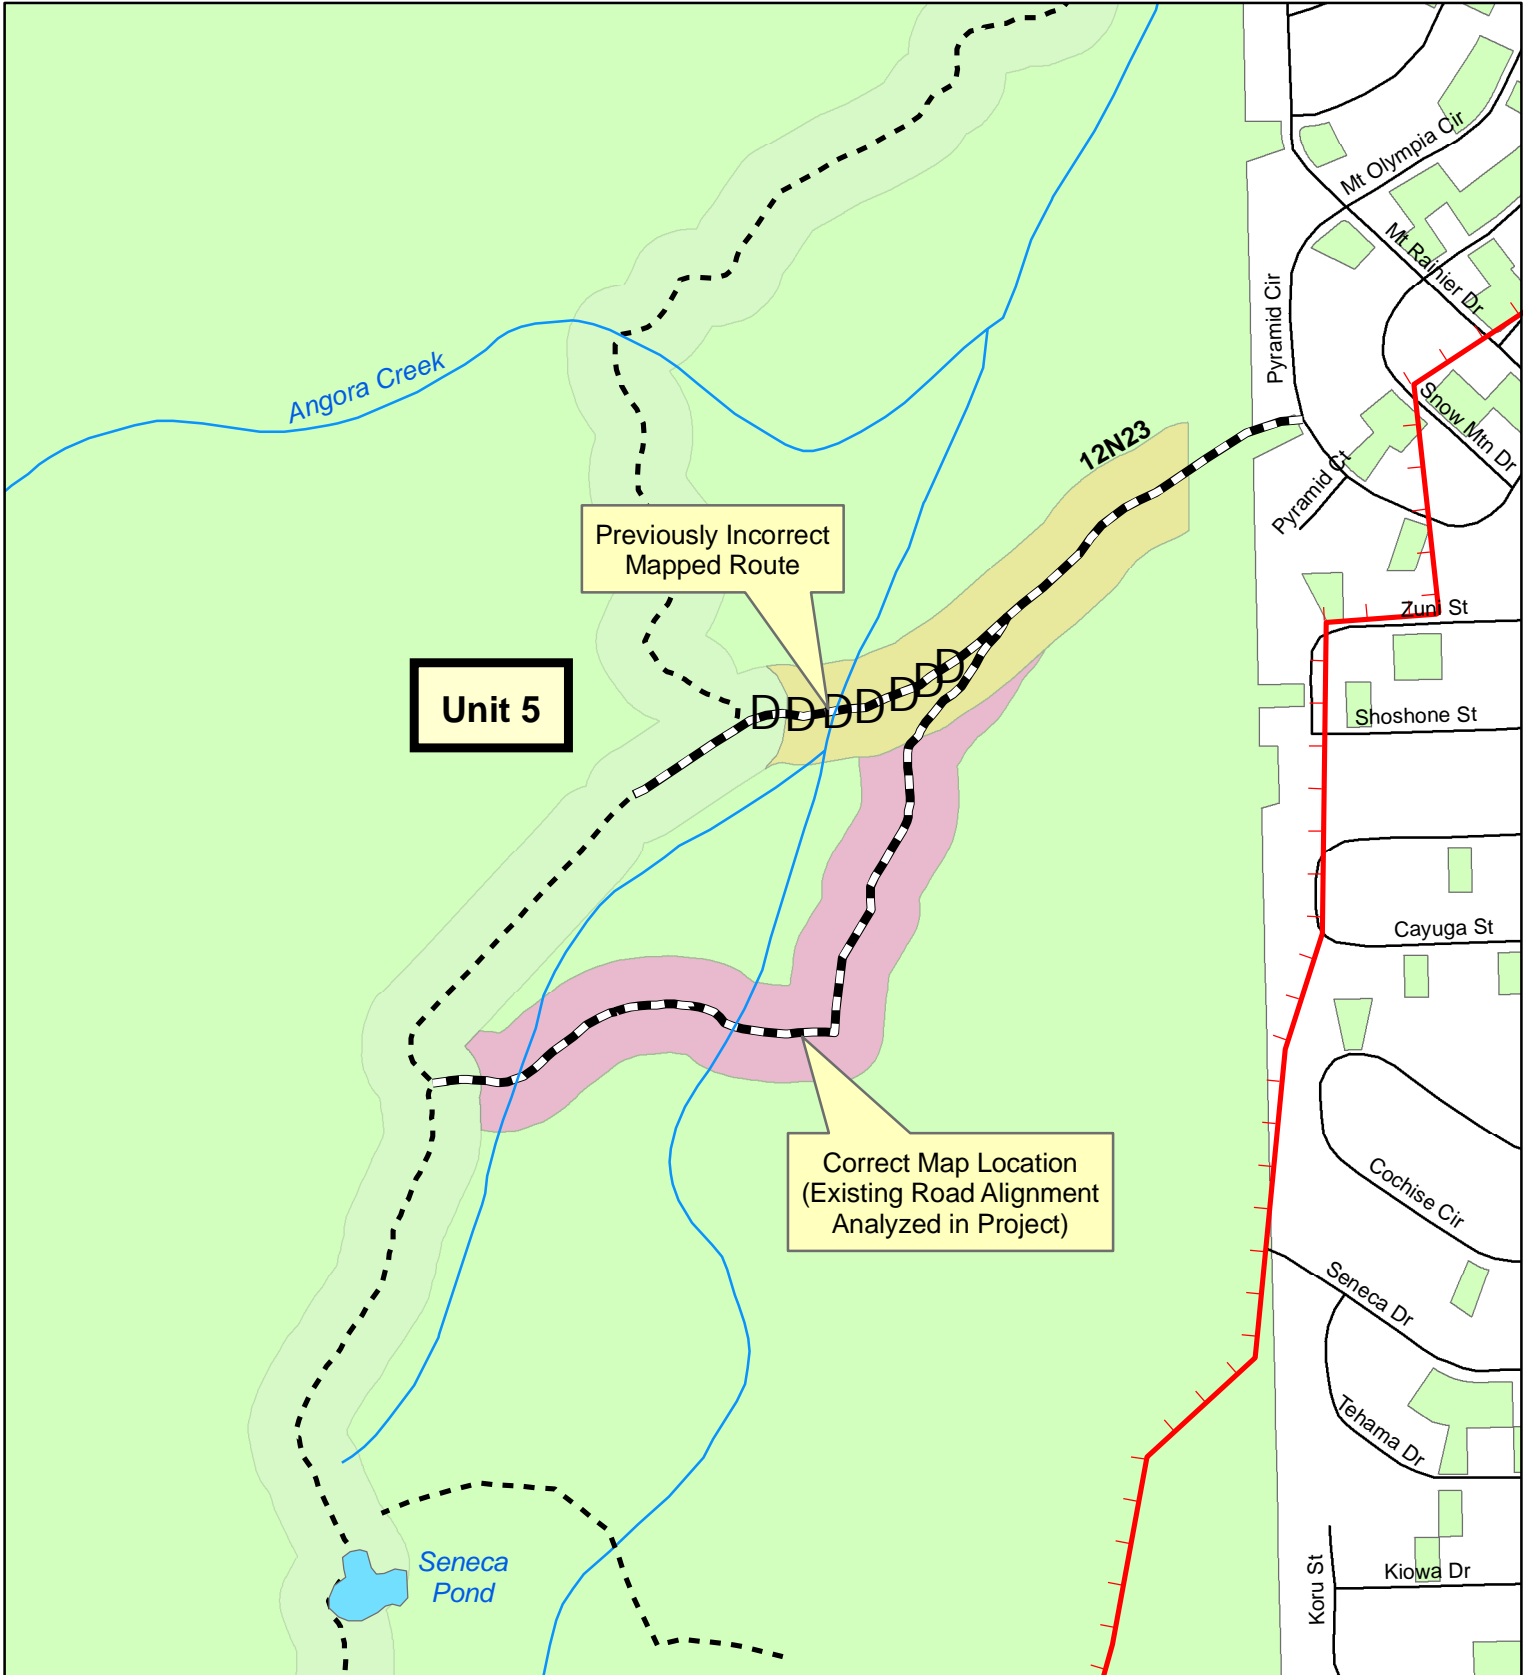 Mt Olympia Cir
Mt Rainier Dr
Pyramid Cir
Angora Creek
Snow Mtn Dr
12N23
Pyramid Ct
Previously Incorrect
Mapped Route
Zuni St
Unit 5
D D D D D D D
Shoshone St
Cayuga St
Correct Map Location
(Existing Road Alignment
Analyzed in Project)
Cochise Cir
Seneca Dr
Tehama Dr
Seneca
Pond
Koru St
Kiowa Dr